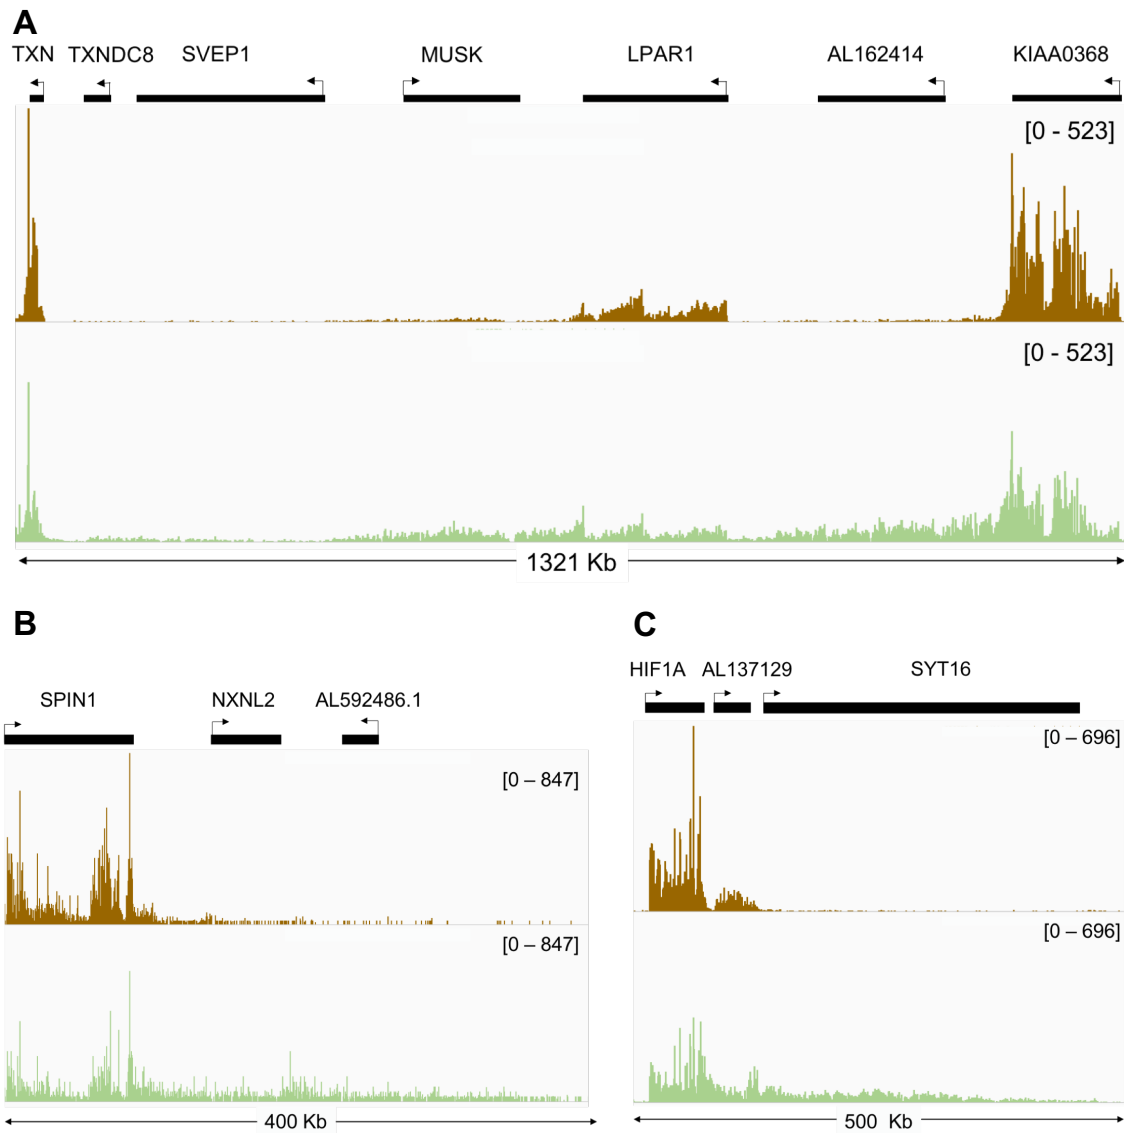 A
TXN TXNDC8 SVEP1 MUSK LPAR1 AL162414 KIAA0368
[0 - 523]
[0 - 523]
1321 Kb
B
C
HIF1A AL137129 SYT16
SPIN1 NXNL2 AL592486.1
[0 – 696]
[0 – 847]
[0 – 696]
[0 – 847]
400 Kb
500 Kb